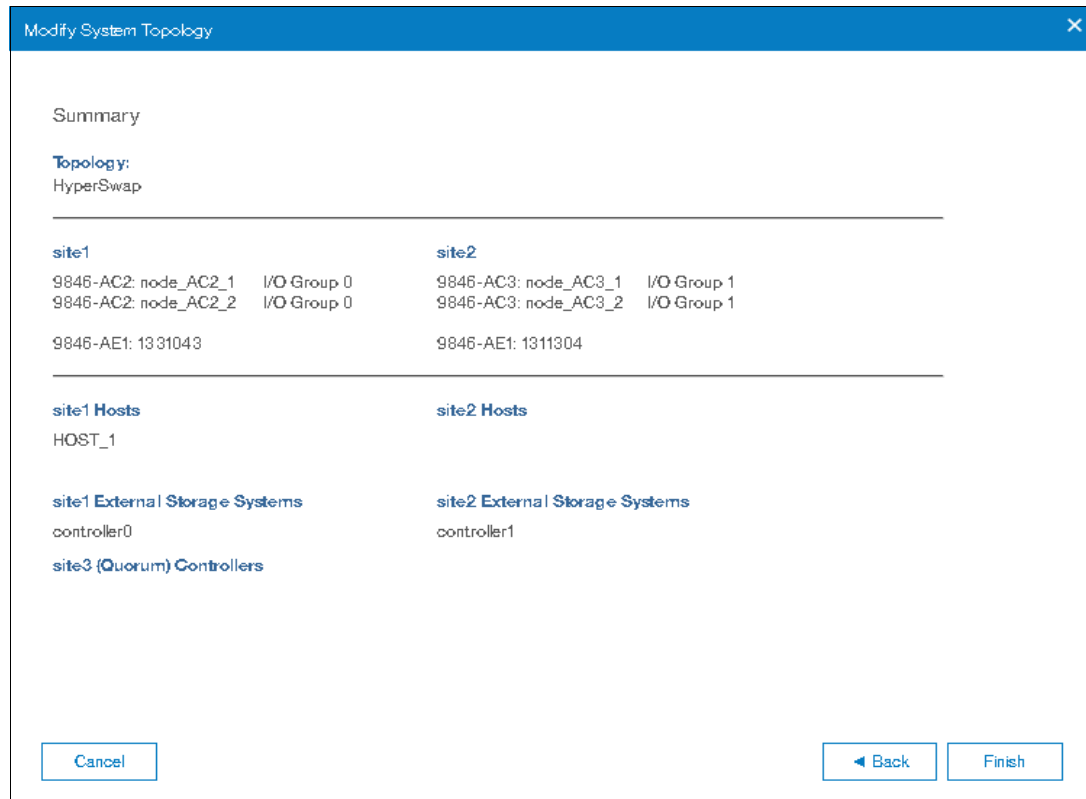 Modify System Topology
Summary
Topology:
HyperSwap
site1 site2
9846-AC2: node_AC2_1 I/O Group 0 9846-AC3: node_AC3_1 I/O Group 1
9846-AC2: node_AC2_2 I/O Group 0 9846-AC3: node_AC3_2 I/O Group 1
9846-AE1: 1331043 9846-AE1: 1311304
site1 Hosts site2 Hosts
HOST_1
site1 External Storage Systems site2 External Storage Systems
controller0 controller1
site3 (Quorum) Controllers
Cancel ◄ Back Finish